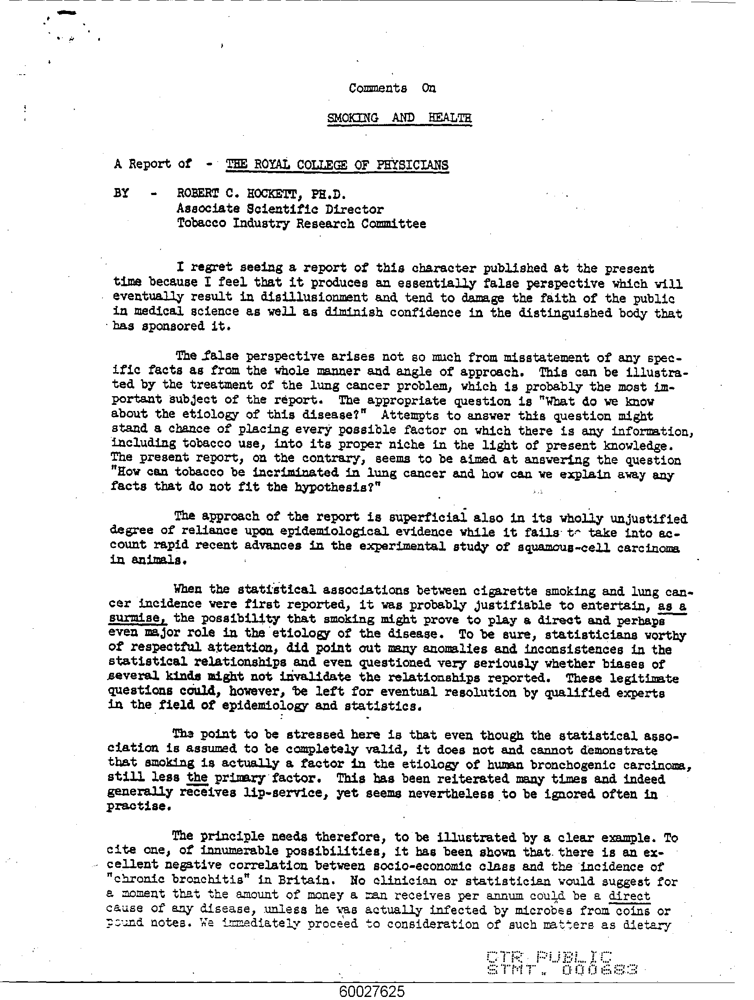 Comments On
SMOKING AND HEALTH
A Report of - THE ROYAL COLLEGE OF PHYSICIANS
BY - ROBERT C. HOCKETT, PH.D.
Associate Scientific Director
Tobacco Industry Research Committee
I regret seeing a report of this character published at the present
time because I feel that it produces an essentially false perspective which will
eventually result in disillusionment and tend to damage the faith of the public
in medical science as well as diminish confidence in the distinguished body that
has sponsored it.
The false perspective arises not so much from misstatement of any spec-
ific facts as from the whole manner and angle of approach. This can be illustra-
ted by the treatment of the lung cancer problem, which is probably the most im-
portant subject of the report. The appropriate question is "What do we know
about the etiology of this disease?" Attempts to answer this question might
stand a chance of placing every possible factor on which there is any information,
including tobacco use, into its proper niche in the light of present knowledge.
The present report, on the contrary, seems to be aimed at answering the question
"How can tobacco be incriminated in lung cancer and how can we explain away any
facts that do not fit the hypothesis?"
The approach of the report is superficial also in its wholly unjustified
degree of reliance upon epidemiological evidence while it fails to take into ac-
count rapid recent advances in the experimental study of squamous-cell carcinoma
in animals.
When the statistical associations between cigarette smoking and lung can-
cer incidence were first reported, it was probably justifiable to entertain, as a
surmise, the possibility that smoking might prove to play a direct and perhaps
even major role in the etiology of the disease. To be sure, statisticians worthy
of respectful attention, did point out many anomalies and inconsistences in the
statistical relationships and even questioned very seriously whether biases of
several kinds might not invalidate the relationships reported. These legitimate
questions could, however, be left for eventual resolution by qualified experts
in the field of epidemiology and statistics.
The point to be stressed here is that even though the statistical asso-
ciation is assumed to be completely valid, it does not and cannot demonstrate
that smoking is actually a factor in the etiology of human bronchogenic carcinoma,
still less the primary factor. This has been reiterated many times and indeed
generally receives lip-service, yet seems nevertheless to be ignored often in
practise.
The principle needs therefore, to be illustrated by a clear example. To
cite one, of innumerable possibilities, it has been shown that there is an ex-
cellent negative correlation between socio-economic class and the incidence of
"chronic bronchitis" in Britain. No clinician or statistician would suggest for
a moment that the amount of money a man receives per annum could be a direct
cause of any disease, unless he was actually infected by microbes from coins or
pound notes. We immediately proceed to consideration of such matters as dietary
CTR PUBLIC
STMT. 000683
60027625